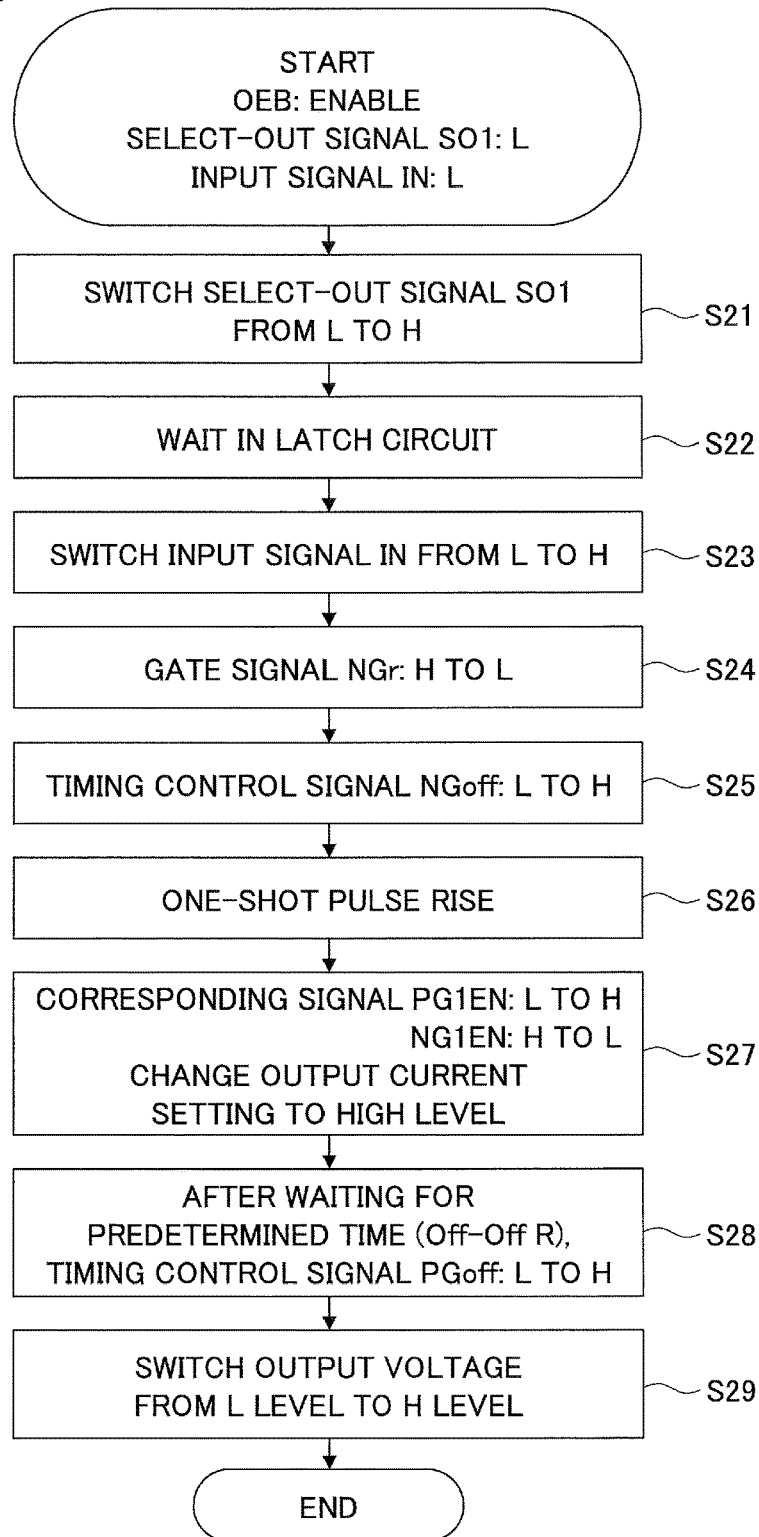 START
OEB: ENABLE
SELECT-OUT SIGNAL SO1: L
INPUT SIGNAL IN: L
SWITCH SELECT-OUT SIGNAL SO1
FROM L TO H
S21
WAIT IN LATCH CIRCUIT
S22
SWITCH INPUT SIGNAL IN FROM L TO H
S23
GATE SIGNAL NGr: H TO L
S24
TIMING CONTROL SIGNAL NGoff: L TO H
S25
ONE-SHOT PULSE RISE
S26
CORRESPONDING SIGNAL PG1EN: L TO H
NG1EN: H TO L
CHANGE OUTPUT CURRENT
SETTING TO HIGH LEVEL
S27
AFTER WAITING FOR
PREDETERMINED TIME (Off-Off R),
TIMING CONTROL SIGNAL PGoff: L TO H
S28
SWITCH OUTPUT VOLTAGE
FROM L LEVEL TO H LEVEL
S29
END